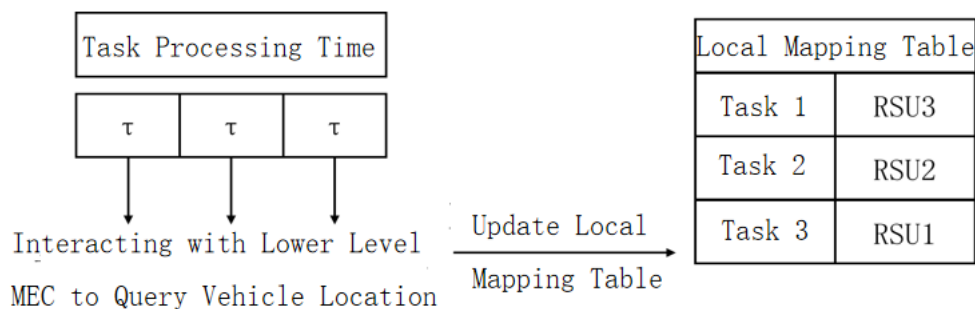 Task Processing Time
τ τ τ
Interacting with Lower Level
MEC to Query Vehicle Location
Update Local
Mapping Table
Local Mapping Table
Task 1 RSU3
Task 2 RSU2
Task 3 RSU1